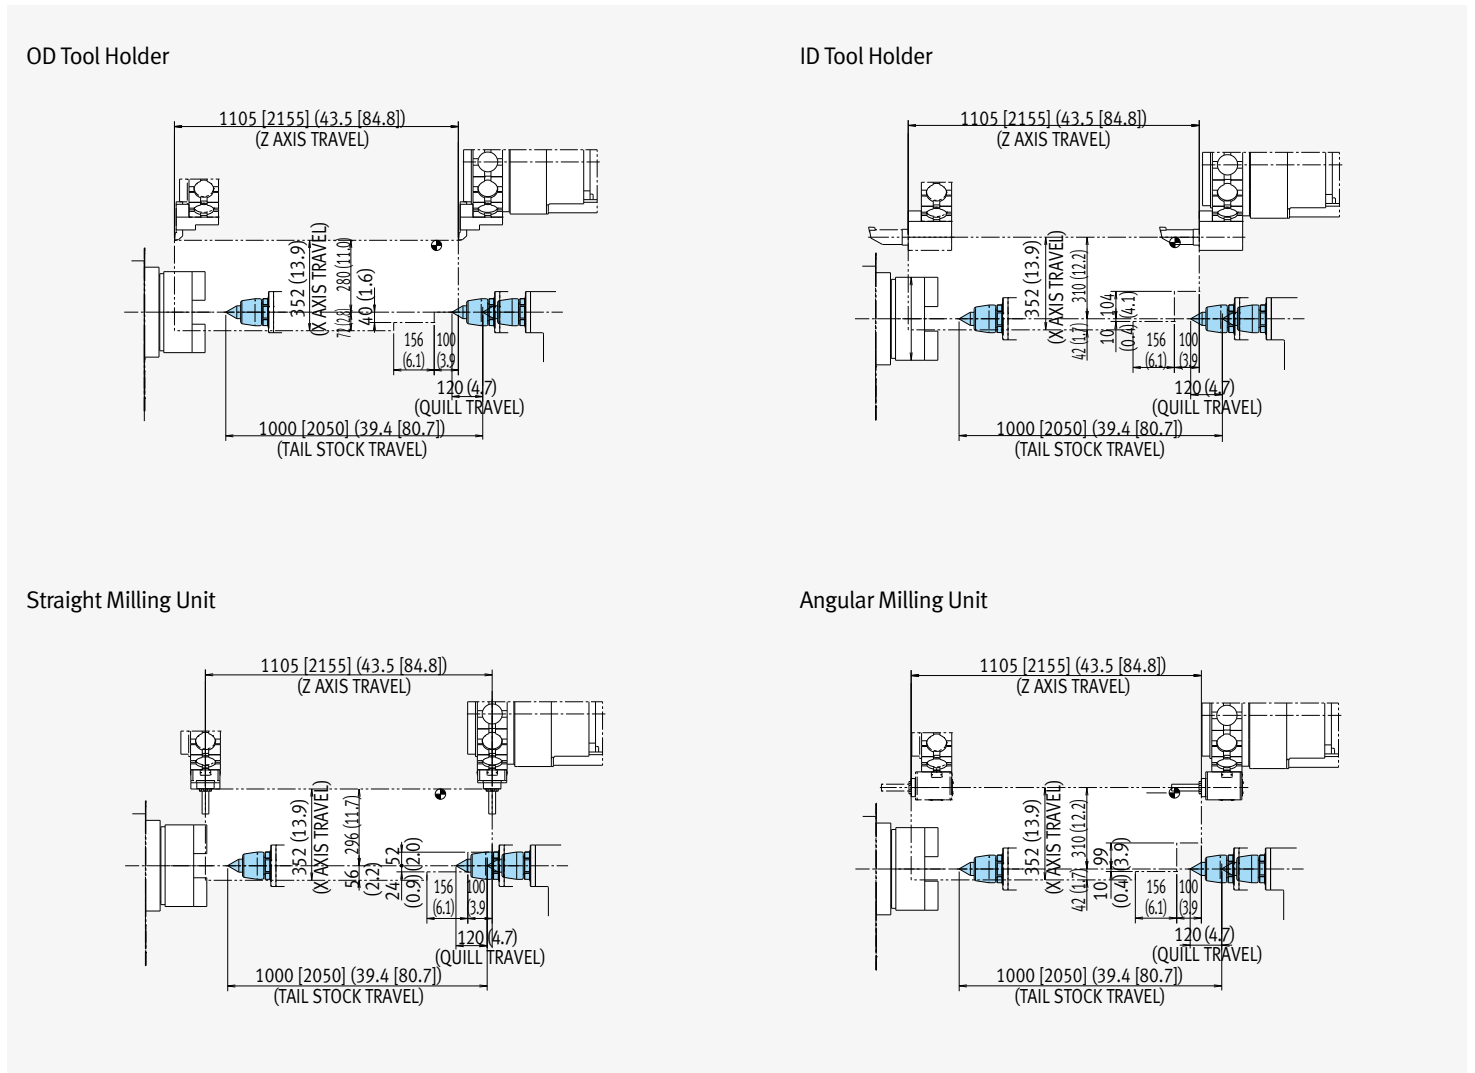 OD Tool Holder
1105 [2155] (43.5 [84.8])
(Z AXIS TRAVEL)
352 (13.9)
(X AXIS TRAVEL)
280 (11.0)
72 (2.8)
40 (1.6)
156
(6.1)
100
(3.9
120 (4.7)
(QUILL TRAVEL)
1000 [2050] (39.4 [80.7])
(TAIL STOCK TRAVEL)
ID Tool Holder
1105 [2155] (43.5 [84.8])
(Z AXIS TRAVEL)
352 (13.9)
(X AXIS TRAVEL)
310 (12.2)
42 (1.7)
10 104
(0.4) (4.1)
156
(6.1)
100
(3.9
120 (4.7)
(QUILL TRAVEL)
1000 [2050] (39.4 [80.7])
(TAIL STOCK TRAVEL)
Straight Milling Unit
1105 [2155] (43.5 [84.8])
(Z AXIS TRAVEL)
352 (13.9)
(X AXIS TRAVEL)
296 (11.7)
56
(2.2)
24 52
(0.9) (2.0)
156
(6.1)
100
(3.9
120 (4.7)
(QUILL TRAVEL)
1000 [2050] (39.4 [80.7])
(TAIL STOCK TRAVEL)
Angular Milling Unit
1105 [2155] (43.5 [84.8])
(Z AXIS TRAVEL)
352 (13.9)
(X AXIS TRAVEL)
310 (12.2)
42 (1.7)
10 99
(0.4) (3.9)
156
(6.1)
100
(3.9
120 (4.7)
(QUILL TRAVEL)
1000 [2050] (39.4 [80.7])
(TAIL STOCK TRAVEL)